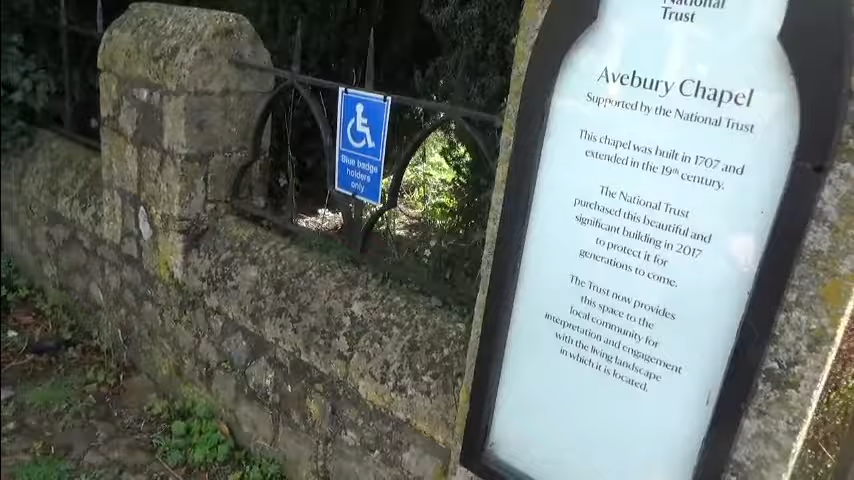 National
Trust
Avebury Chapel
Supported by the National Trust
This chapel was built in 1707 and
extended in the 19th century.
The National Trust
purchased this beautiful and
significant building in 2017
to protect it for
generations to come.
The Trust now provides
this space to the
local community for
interpretation and engagement
with the living landscape
in which it is located.
Blue badge
holders
only